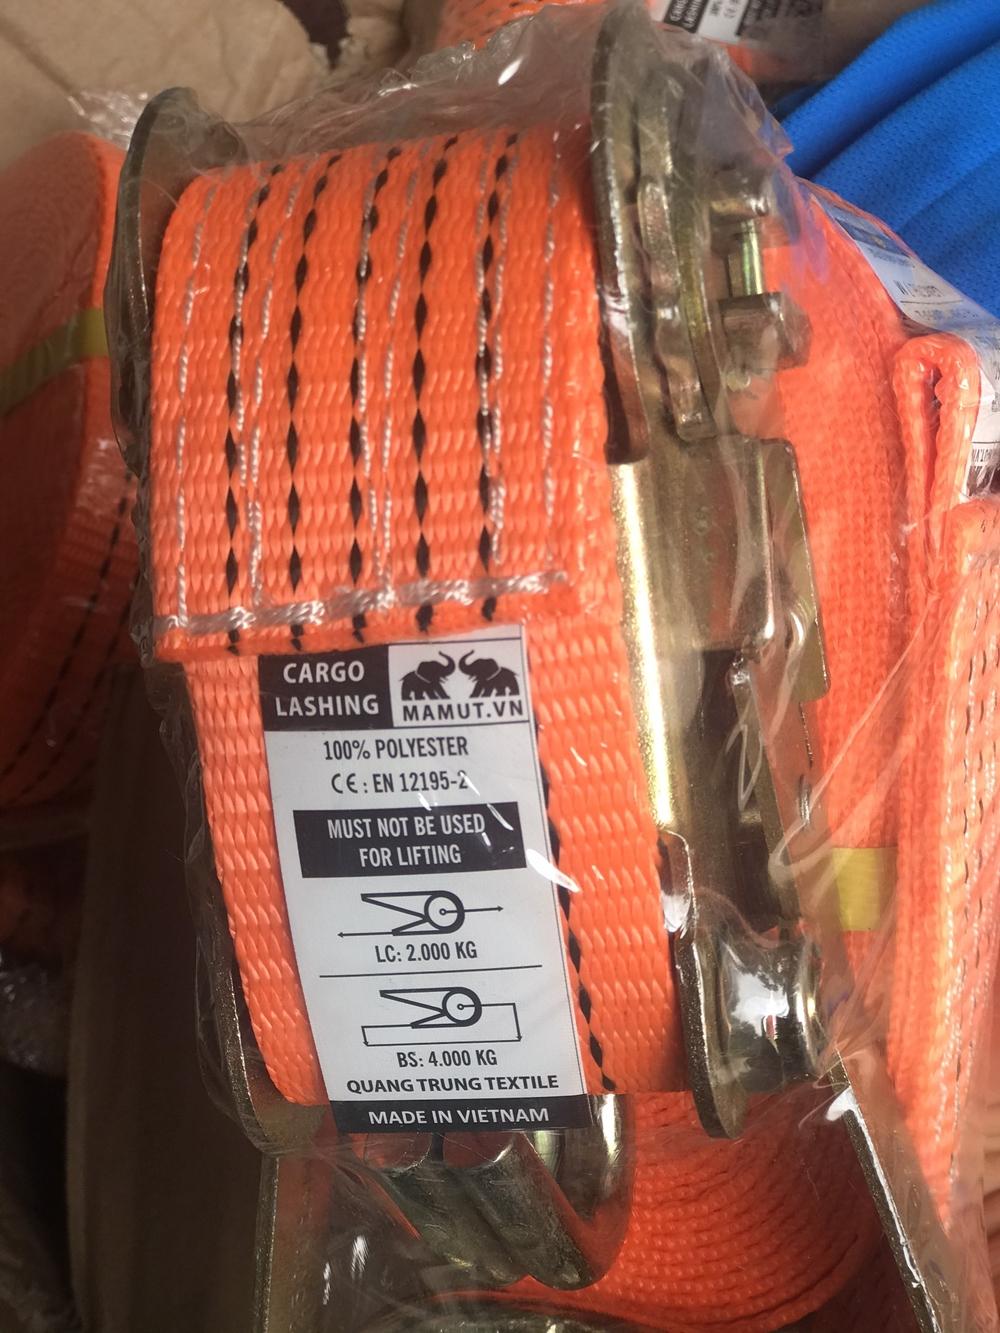 CARGO
LASHING
MAMUT.VN
100% POLYESTER
CE: EN 12195-2
MUST NOT BE USED
FOR LIFTING
LC: 2.000 KG
BS: 4.000 KG
QUANG TRUNG TEXTILE
MADE IN VIETNAM